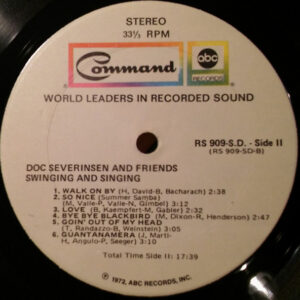 STEREO
33⅓ RPM
Command
abc
RECORDS
WORLD LEADERS IN RECORDED SOUND
RS 909-S.D. - Side II
(RS 909-SD-B)
DOC SEVERINSEN AND FRIENDS
SWINGING AND SINGING
1. WALK ON BY (H, David-B, Bacharach) 2:38
2. SO NICE (Summer Samba)
(M, Valle-P, Valle-N, Gimbel) 3:12
3. LOVE (B, Kaempfert-M, Gabler) 2:32
4. BYE BYE BLACKBIRD (M, Dixon-R, Henderson) 2:47
5. GOIN' OUT OF MY HEAD
(T, Randazzo-B, Weinstein) 3:05
6. GUANTANAMERA (J, Marti-
H, Angulo-P, Seeger) 3:10
Total Time Side II: 17:39
© 1972, ABC RECORDS, INC.